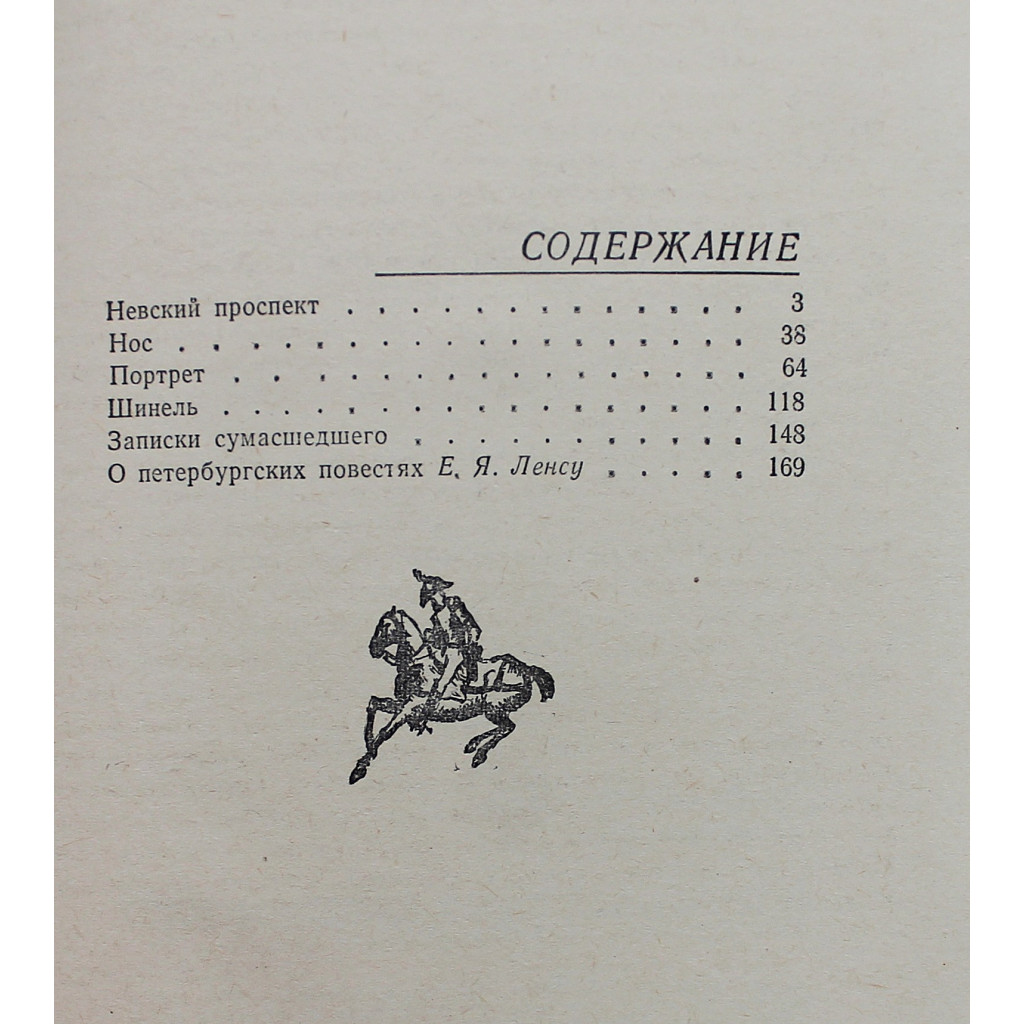 СОДЕРЖАНИЕ
Невский проспект . . . . . . . . . . . . . 3
Нос . . . . . . . . . . . . . . . . . . 38
Портрет . . . . . . . . . . . . . . . . 64
Шинель . . . . . . . . . . . . . . . . . 118
Записки сумасшедшего . . . . . . . . . . . 148
О петербургских повестях Е. Я. Ленсу . . . . . 169